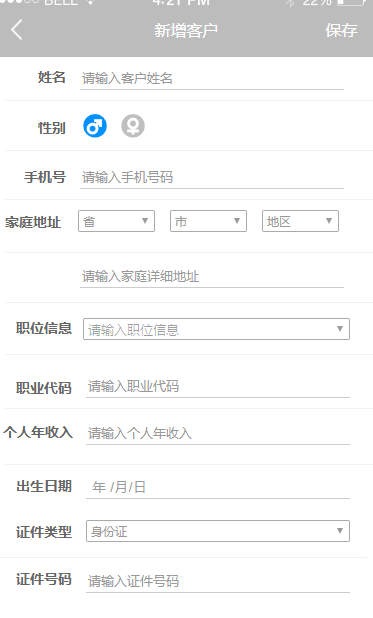 BELL 4:21 PM 22%
新增客户 保存
姓名 请输入客户姓名
性别
手机号 请输入手机号码
家庭地址 省 市 地区
请输入家庭详细地址
职位信息 请输入职位信息
职业代码 请输入职业代码
个人年收入 请输入个人年收入
出生日期 年 /月/日
证件类型 身份证
证件号码 请输入证件号码